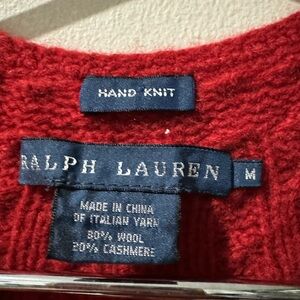 HAND KNIT
RALPH LAUREN
M
MADE IN CHINA
OF ITALIAN YARN
80% WOOL
20% CASHMERE